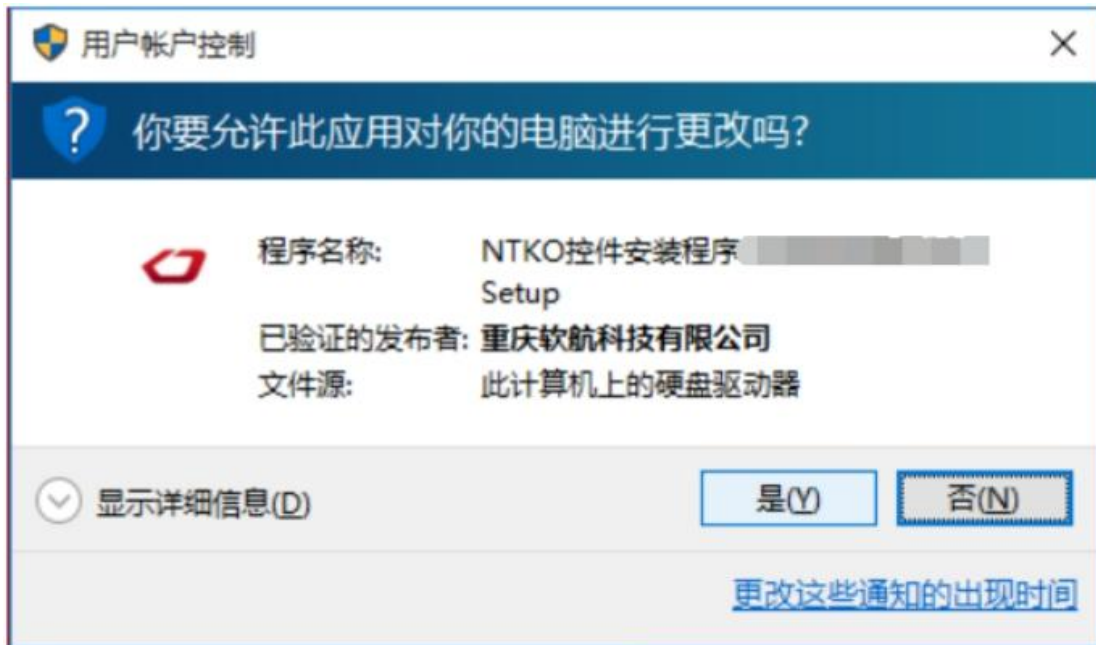 用户帐户控制
你要允许此应用对你的电脑进行更改吗?
程序名称: NTKO控件安装程序
Setup
已验证的发布者: 重庆软航科技有限公司
文件源: 此计算机上的硬盘驱动器
显示详细信息(D)
是(Y) 否(N)
更改这些通知的出现时间